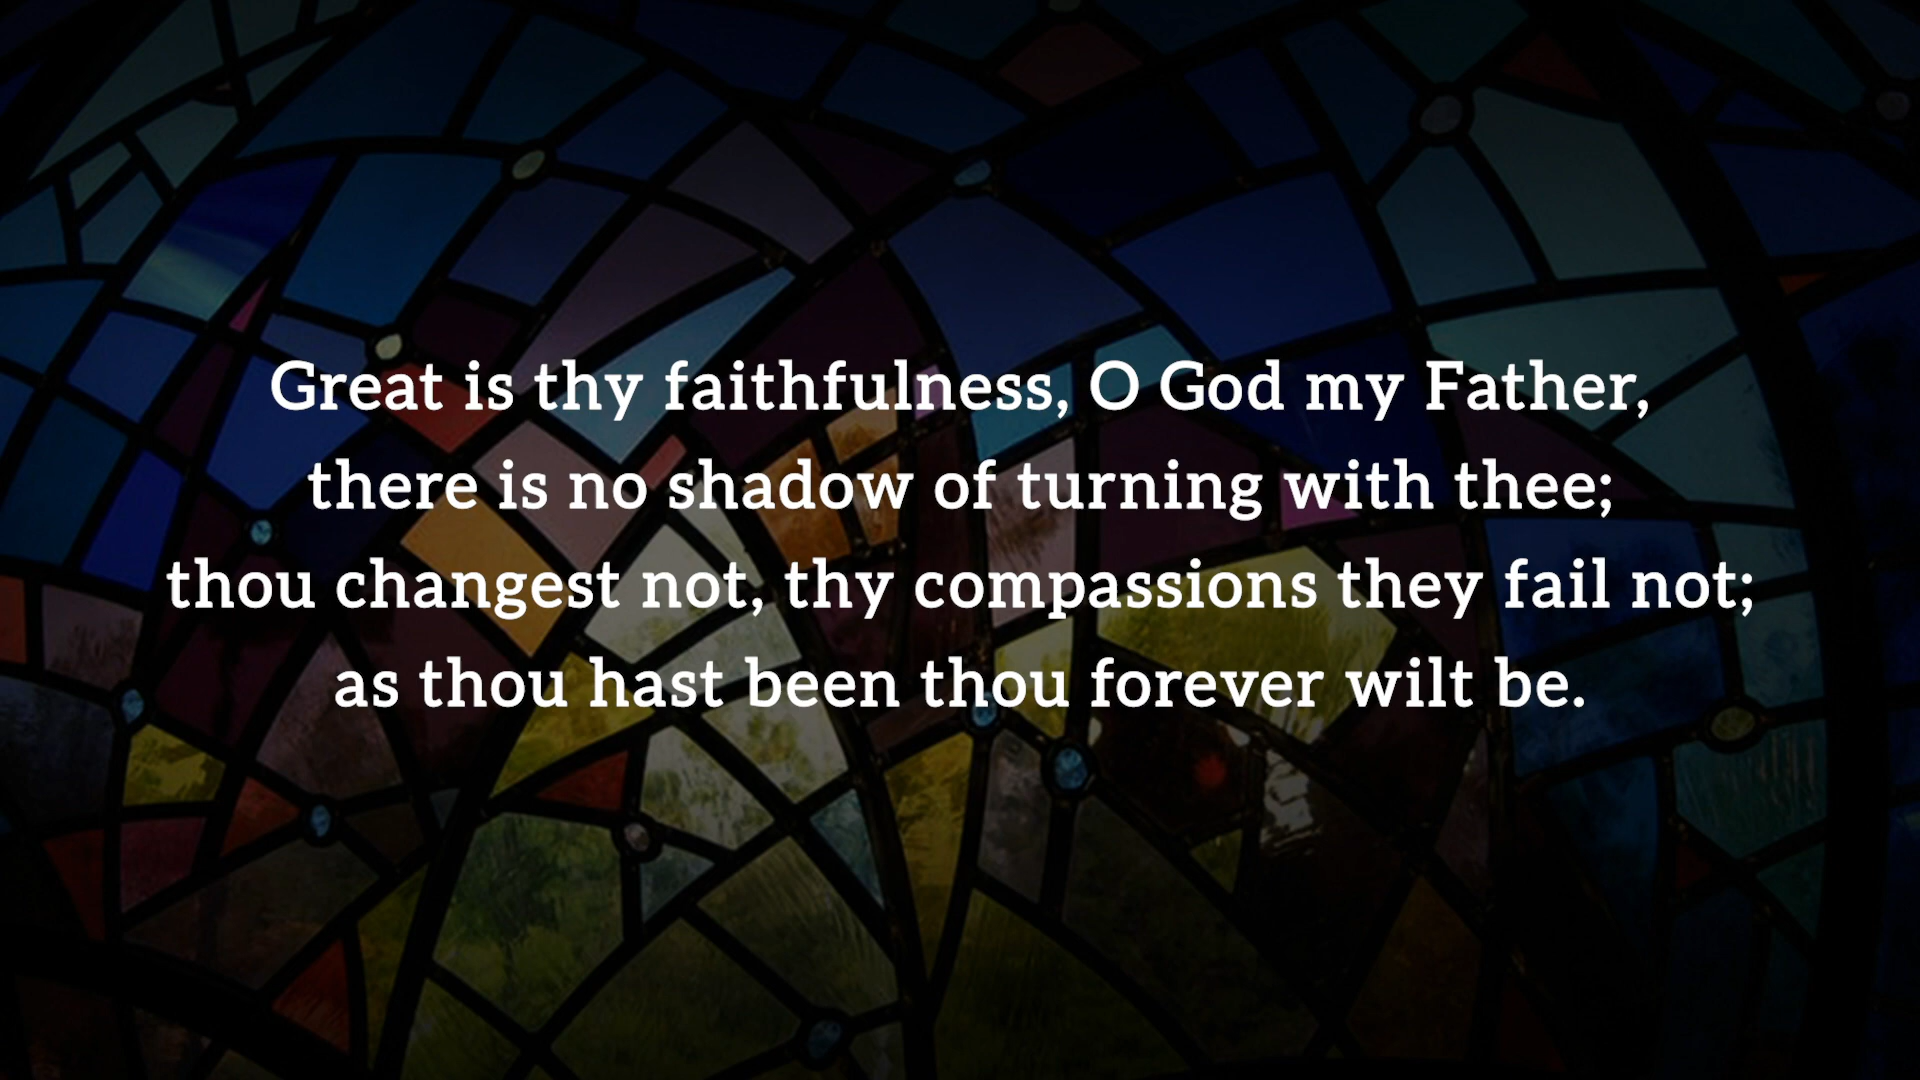 Great is thy faithfulness, O God my Father,
there is no shadow of turning with thee;
thou changest not, thy compassions they fail not;
as thou hast been thou forever wilt be.